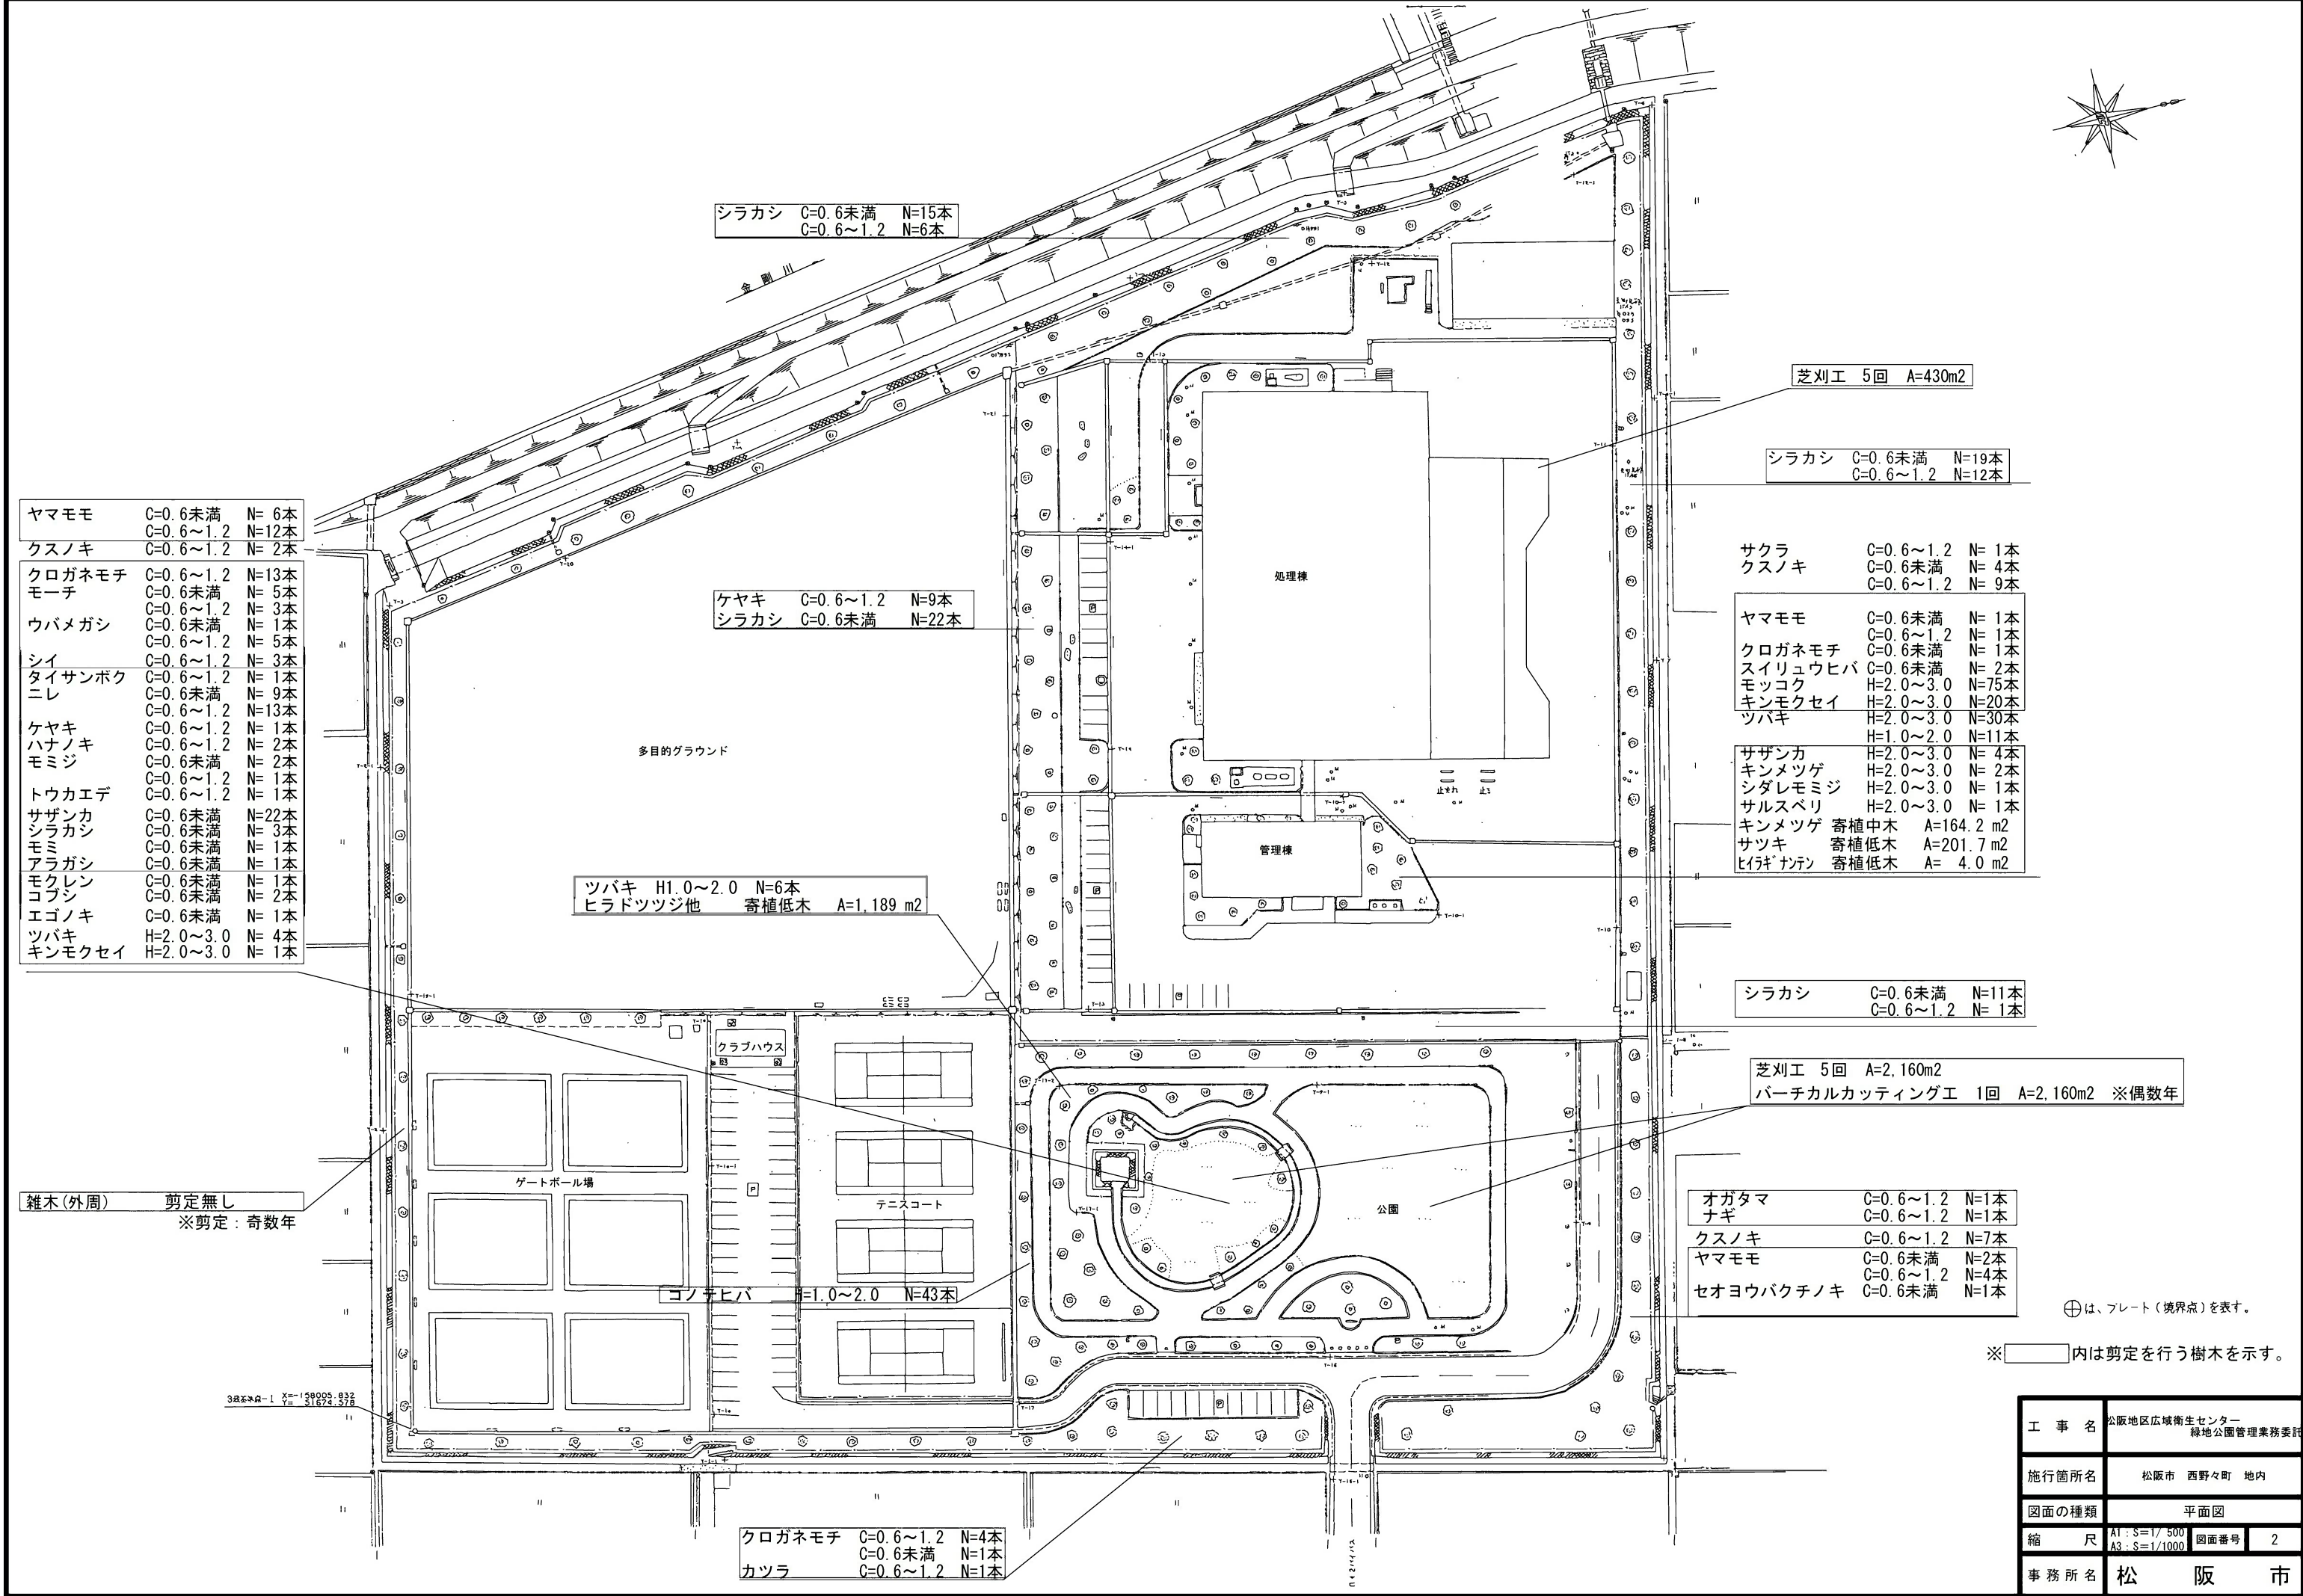 シラカシ C=0.6未満 N=15本
C=0.6～1.2 N=6本
金剛川
芝刈工 5回 A=430m2
シラカシ C=0.6未満 N=19本
C=0.6～1.2 N=12本
ヤマモモ C=0.6未満 N= 6本
C=0.6～1.2 N=12本
クスノキ C=0.6～1.2 N= 2本
クロガネモチ C=0.6～1.2 N=13本
モーチ C=0.6未満 N= 5本
C=0.6～1.2 N= 3本
ウバメガシ C=0.6未満 N= 1本
C=0.6～1.2 N= 5本
シイ C=0.6～1.2 N= 3本
タイサンボク C=0.6～1.2 N= 1本
ニレ C=0.6未満 N= 9本
C=0.6～1.2 N=13本
ケヤキ C=0.6～1.2 N= 1本
ハナノキ C=0.6～1.2 N= 2本
モミジ C=0.6未満 N= 2本
C=0.6～1.2 N= 1本
トウカエデ C=0.6～1.2 N= 1本
サザンカ C=0.6未満 N=22本
シラカシ C=0.6未満 N= 3本
モミ C=0.6未満 N= 1本
アラガシ C=0.6未満 N= 1本
モクレン C=0.6未満 N= 1本
コブシ C=0.6未満 N= 2本
エゴノキ C=0.6未満 N= 1本
ツバキ H=2.0～3.0 N= 4本
キンモクセイ H=2.0～3.0 N= 1本
ケヤキ C=0.6～1.2 N=9本
シラカシ C=0.6未満 N=22本
処理棟
多目的グラウンド
管理棟
止まれ
サクラ C=0.6～1.2 N= 1本
クスノキ C=0.6未満 N= 4本
C=0.6～1.2 N= 9本
ヤマモモ C=0.6未満 N= 1本
C=0.6～1.2 N= 1本
クロガネモチ C=0.6未満 N= 1本
スイリュウヒバ C=0.6未満 N= 2本
モッコク H=2.0～3.0 N=75本
キンモクセイ H=2.0～3.0 N=20本
ツバキ H=2.0～3.0 N=30本
H=1.0～2.0 N=11本
サザンカ H=2.0～3.0 N= 4本
キンメツゲ H=2.0～3.0 N= 2本
シダレモミジ H=2.0～3.0 N= 1本
サルスベリ H=2.0～3.0 N= 1本
キンメツゲ 寄植中木 A=164.2 m2
サツキ 寄植低木 A=201.7 m2
ヒイラギナンテン 寄植低木 A= 4.0 m2
ツバキ H1.0～2.0 N=6本
ヒラドツツジ他 寄植低木 A=1,189 m2
シラカシ C=0.6未満 N=11本
C=0.6～1.2 N= 1本
クラブハウス
芝刈工 5回 A=2,160m2
バーチカルカッティング工 1回 A=2,160m2 ※偶数年
雑木(外周) 剪定無し
※剪定：奇数年
ゲートボール場
P
テニスコート
公園
コノテヒバ H=1.0～2.0 N=43本
オガタマ C=0.6～1.2 N=1本
ナギ C=0.6～1.2 N=1本
クスノキ C=0.6～1.2 N=7本
ヤマモモ C=0.6未満 N=2本
C=0.6～1.2 N=4本
セオヨウバクチノキ C=0.6未満 N=1本
⊕は、プレート(境界点)を表す。
※ 内は剪定を行う樹木を示す。
X=-158005.832
Y= 51674.578
クロガネモチ C=0.6～1.2 N=4本
C=0.6未満 N=1本
カツラ C=0.6～1.2 N=1本
工事名 松阪地区広域衛生センター
緑地公園管理業務委託
施行箇所名 松阪市 西野々町 地内
図面の種類 平面図
縮尺 A1：S=1/ 500
A3：S=1/1000 図面番号 2
事務所名 松阪市